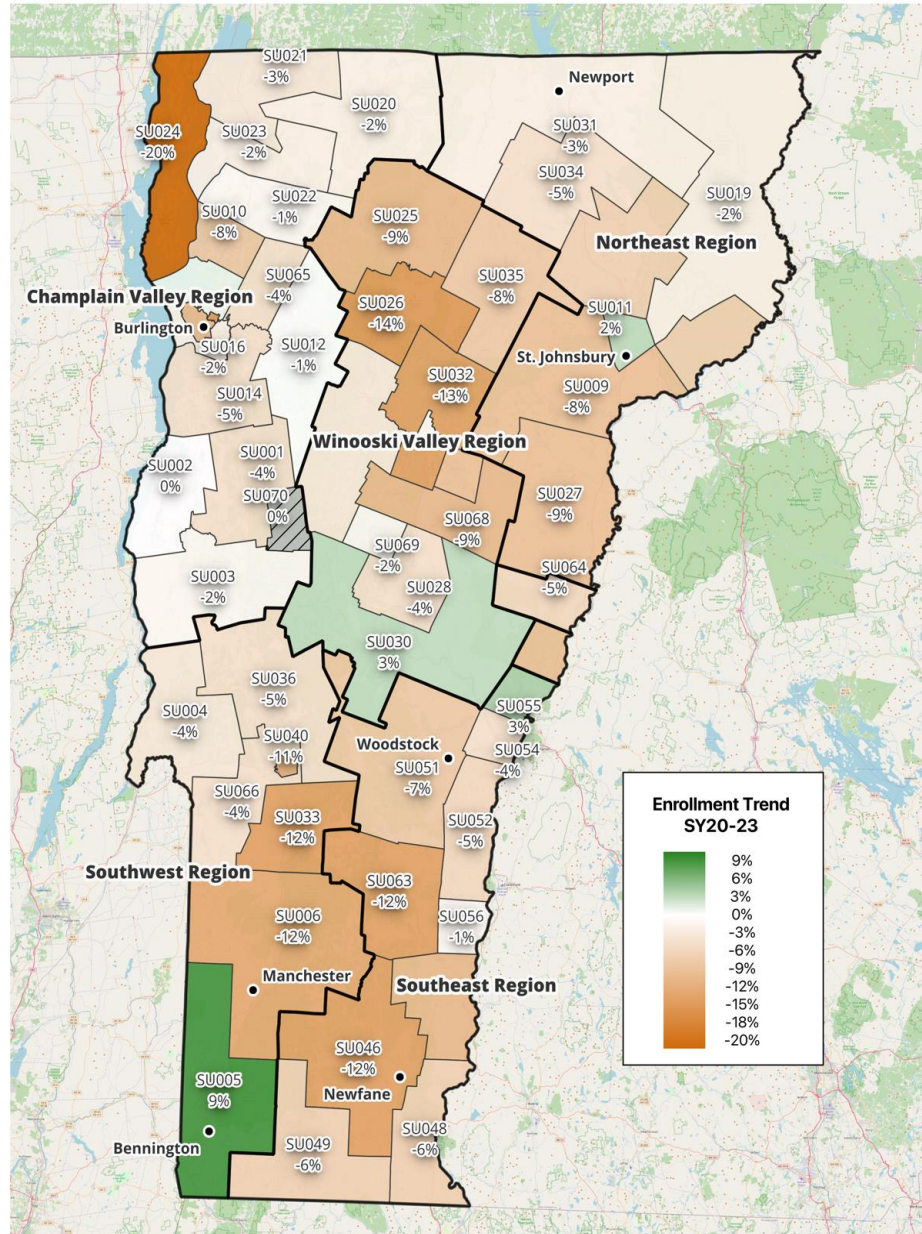 SU021
-3%
Newport
SU020
-2%
SU024
-20%
SU023
-2%
SU031
-3%
SU034
-5%
SU022
-1%
SU019
-2%
SU010
-8%
SU025
-9%
Northeast Region
SU065
-4%
SU035
-8%
Champlain Valley Region
SU026
-14%
SU011
2%
Burlington
SU016
-2%
SU012
-1%
St. Johnsbury
SU032
-13%
SU009
-8%
SU014
-5%
Winooski Valley Region
SU001
-4%
SU002
0%
SU070
0%
SU027
-9%
SU068
-9%
SU069
-2%
SU003
-2%
SU064
-5%
SU028
-4%
SU030
3%
SU036
-5%
SU004
-4%
SU055
3%
SU040
-11%
Woodstock
SU054
-4%
SU051
-7%
SU066
-4%
SU033
-12%
SU052
-5%
Enrollment Trend
SY20-23
9%
6%
3%
0%
-3%
-6%
-9%
-12%
-15%
-18%
-20%
Southwest Region
SU063
-12%
SU006
-12%
SU056
-1%
Manchester
Southeast Region
SU046
-12%
SU005
9%
Newfane
SU048
-6%
Bennington
SU049
-6%